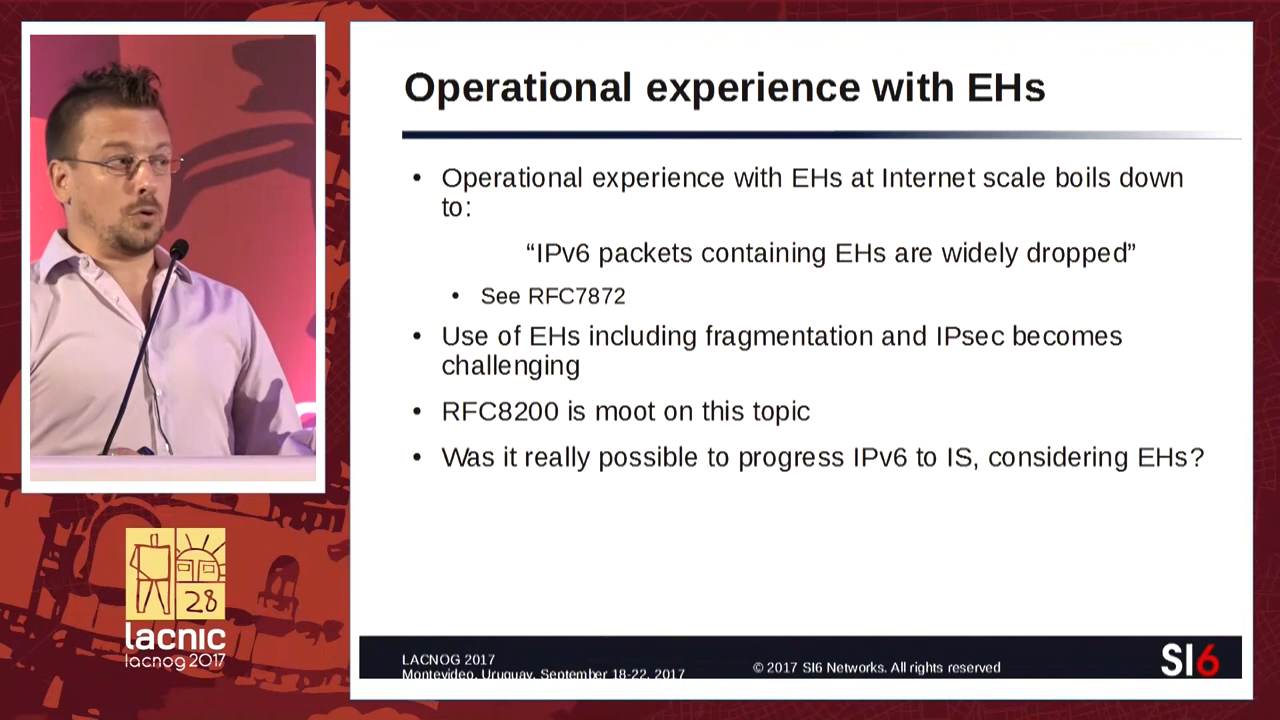 Operational experience with EHs
• Operational experience with EHs at Internet scale boils down
to:
“IPv6 packets containing EHs are widely dropped”
• See RFC7872
• Use of EHs including fragmentation and IPsec becomes
challenging
• RFC8200 is moot on this topic
• Was it really possible to progress IPv6 to IS, considering EHs?
28
lacnic
lacnog 2017
LACNOG 2017
Montevideo, Uruguay, September 18-22, 2017
© 2017 SI6 Networks. All rights reserved
SI6